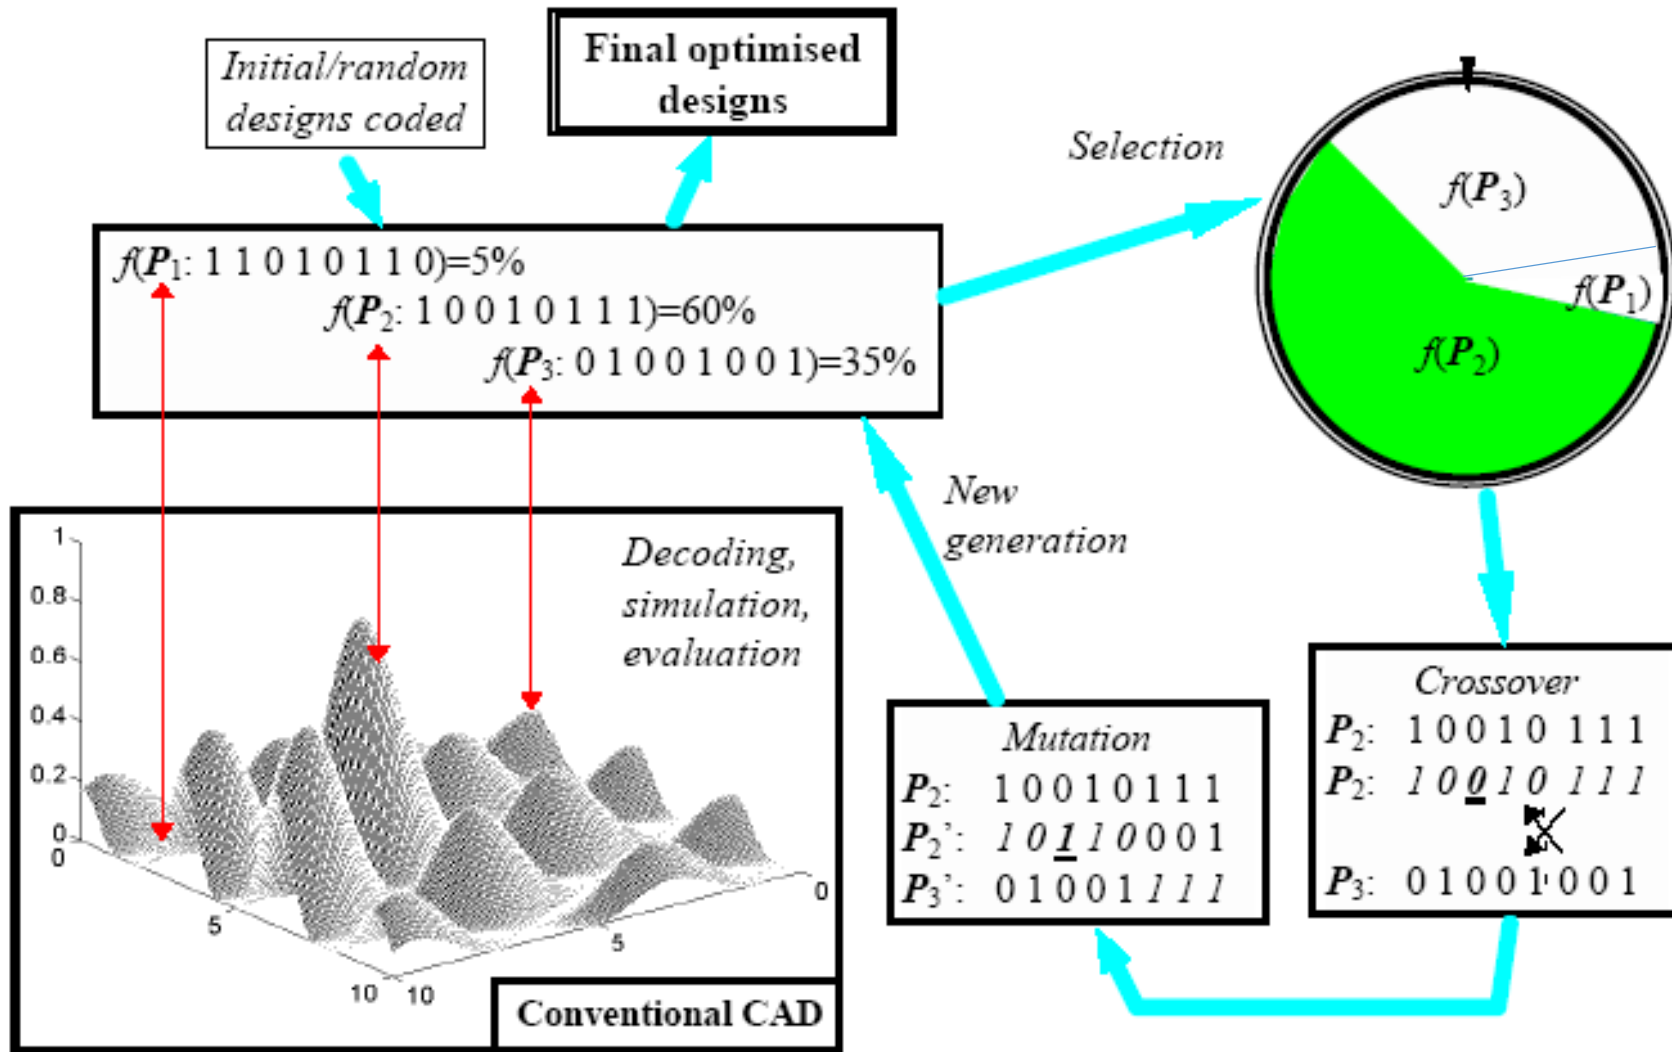 Initial/random
designs coded
Final optimised
designs
Selection
f(P1: 1 1 0 1 0 1 1 0)=5%
f(P2: 1 0 0 1 0 1 1 1)=60%
f(P3: 0 1 0 0 1 0 0 1)=35%
f(P3)
f(P1)
f(P2)
New
generation
Decoding,
simulation,
evaluation
1
0.8
0.6
0.4
0.2
0
0
5
10
10
5
0
Conventional CAD
Mutation
P2: 1 0 0 1 0 1 1 1
P2': 1 0 1 1 0 0 0 1
P3': 0 1 0 0 1 1 1 1
Crossover
P2: 1 0 0 1 0 1 1 1
P2: 1 0 0 1 0 1 1 1
P3: 0 1 0 0 1 0 0 1